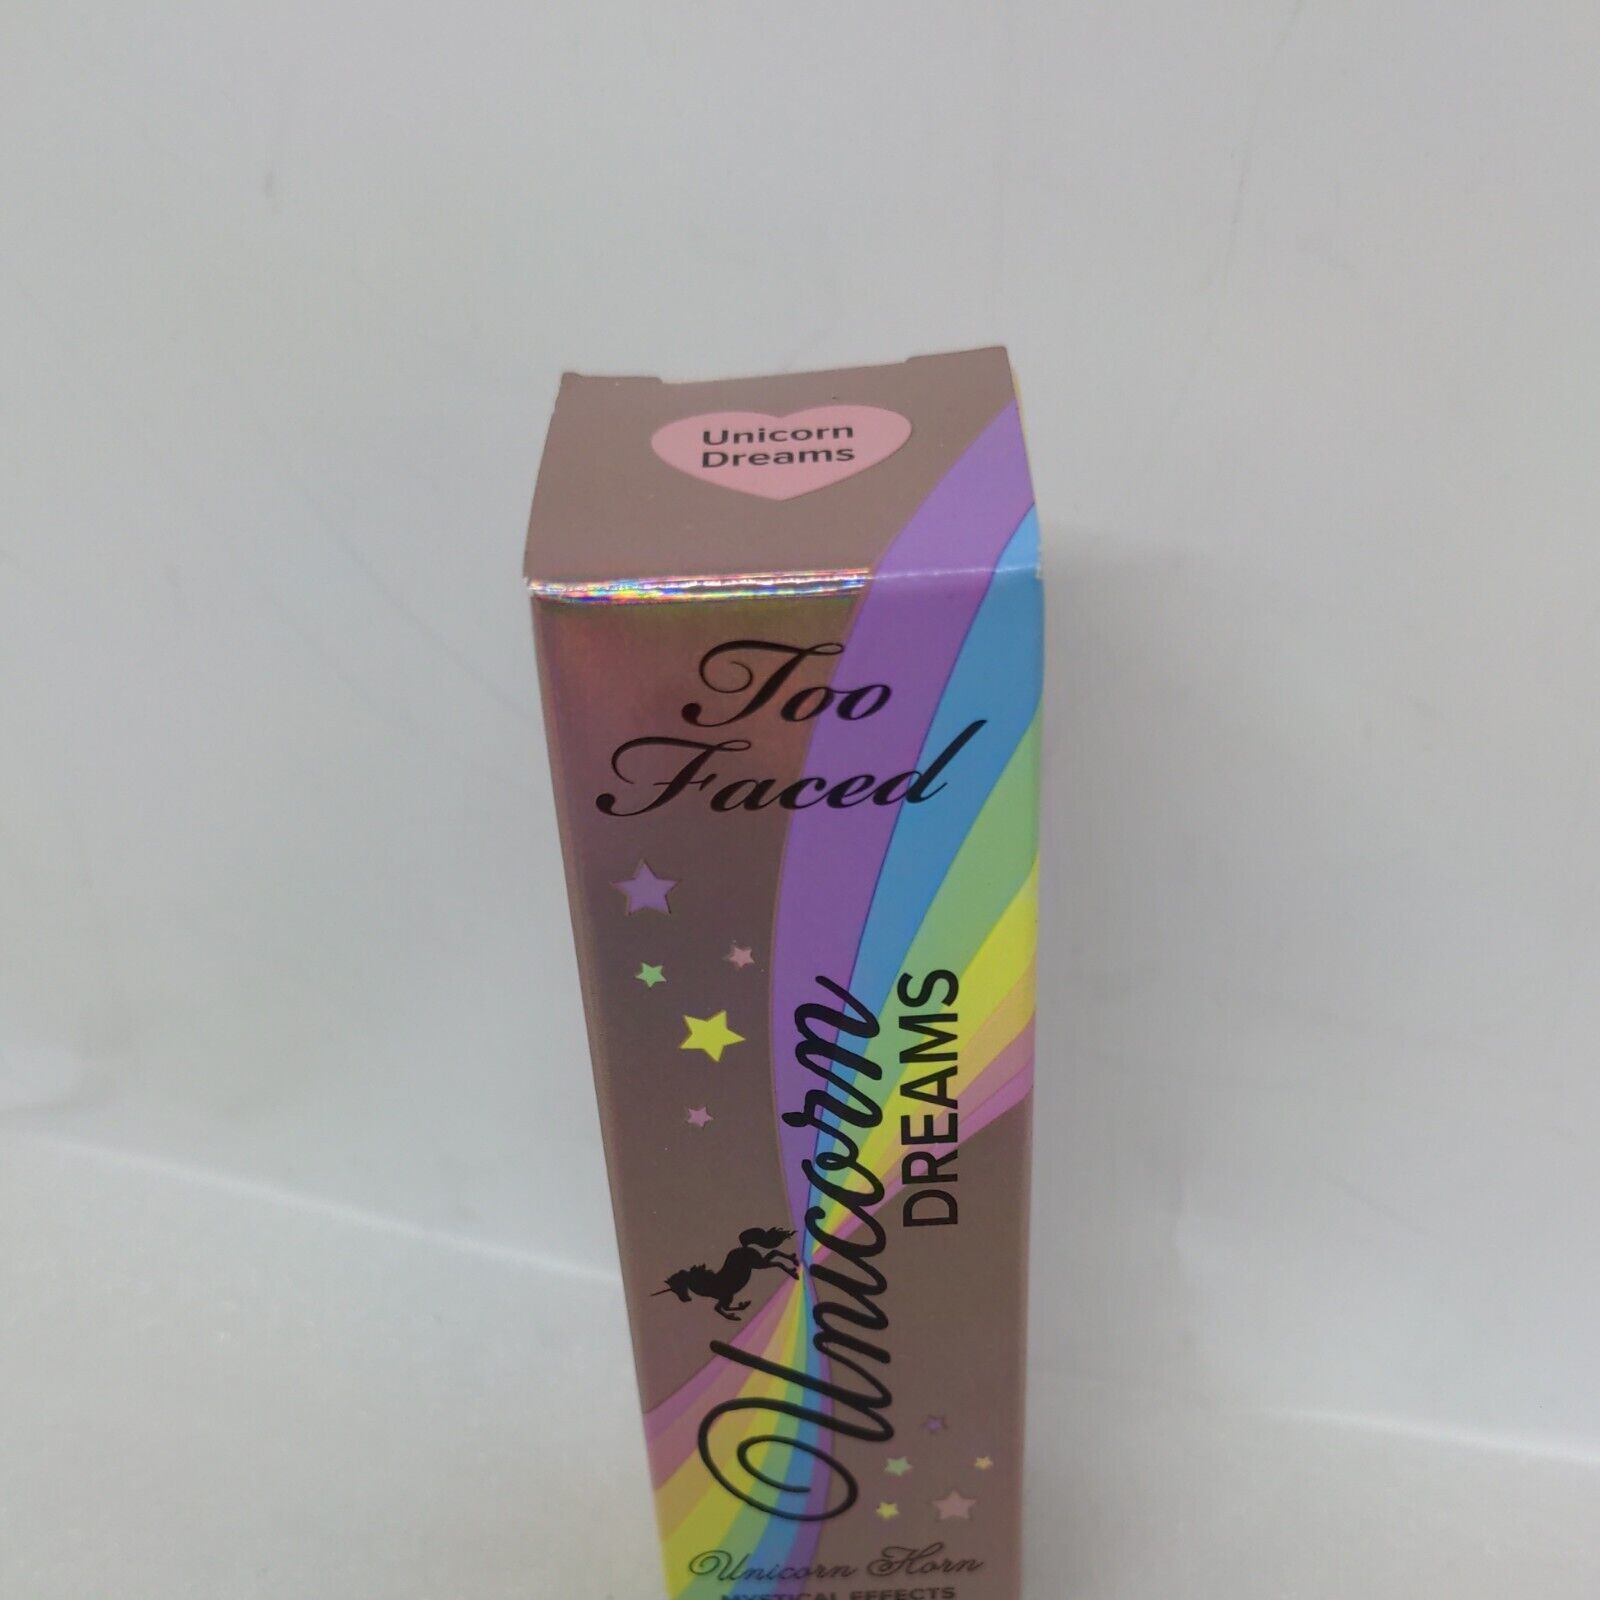 Unicorn
Dreams
Too
Faced
Unicorn
DREAMS
Unicorn Horn
MYSTICAL EFFECTS